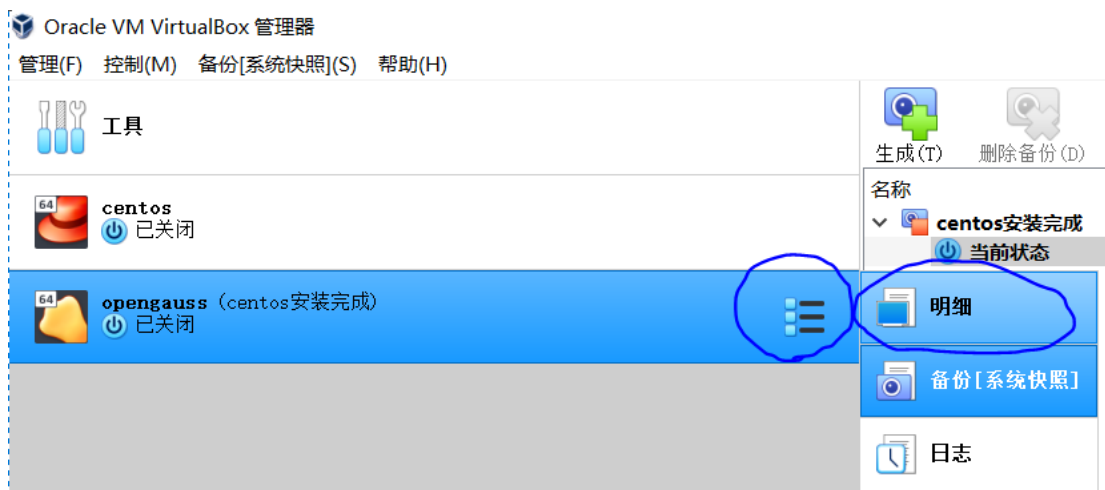 Oracle VM VirtualBox 管理器
管理(F) 控制(M) 备份[系统快照](S) 帮助(H)
工具
生成(T) 删除备份(D)
名称
64
centos
已关闭
centos安装完成
当前状态
64
opengauss（centos安装完成）
已关闭
明细
备份[系统快照]
日志